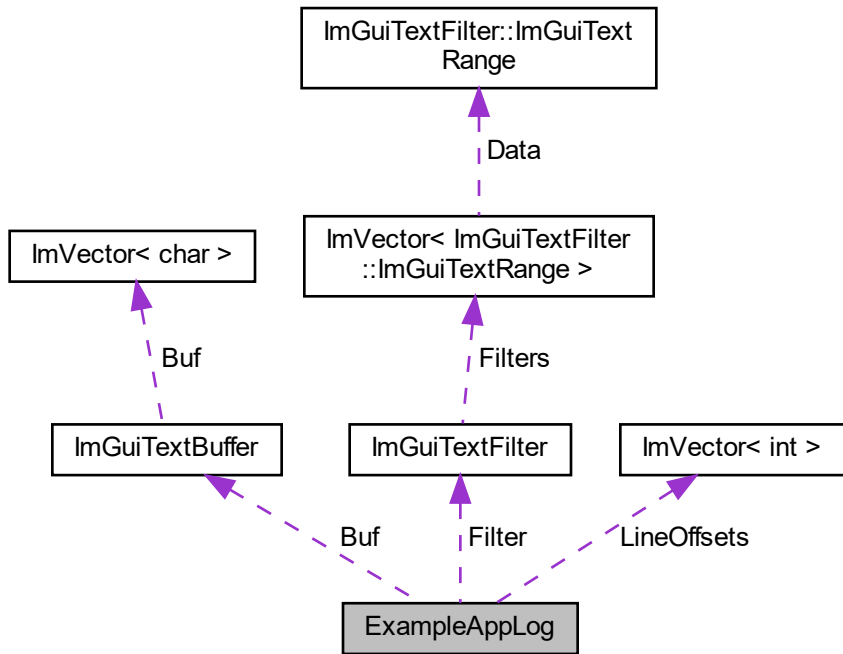 ImGuiTextFilter::ImGuiText
Range
Data
ImVector< char >
ImVector< ImGuiTextFilter
::ImGuiTextRange >
Buf
Filters
ImGuiTextBuffer
ImGuiTextFilter
ImVector< int >
Buf
Filter
LineOffsets
ExampleAppLog